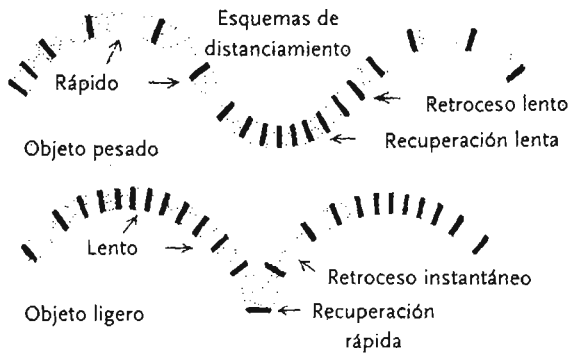 Esquemas de
distanciamiento
Rápido
Retroceso lento
Recuperación lenta
Objeto pesado
Lento
Retroceso instantáneo
Objeto ligero
Recuperación
rápida